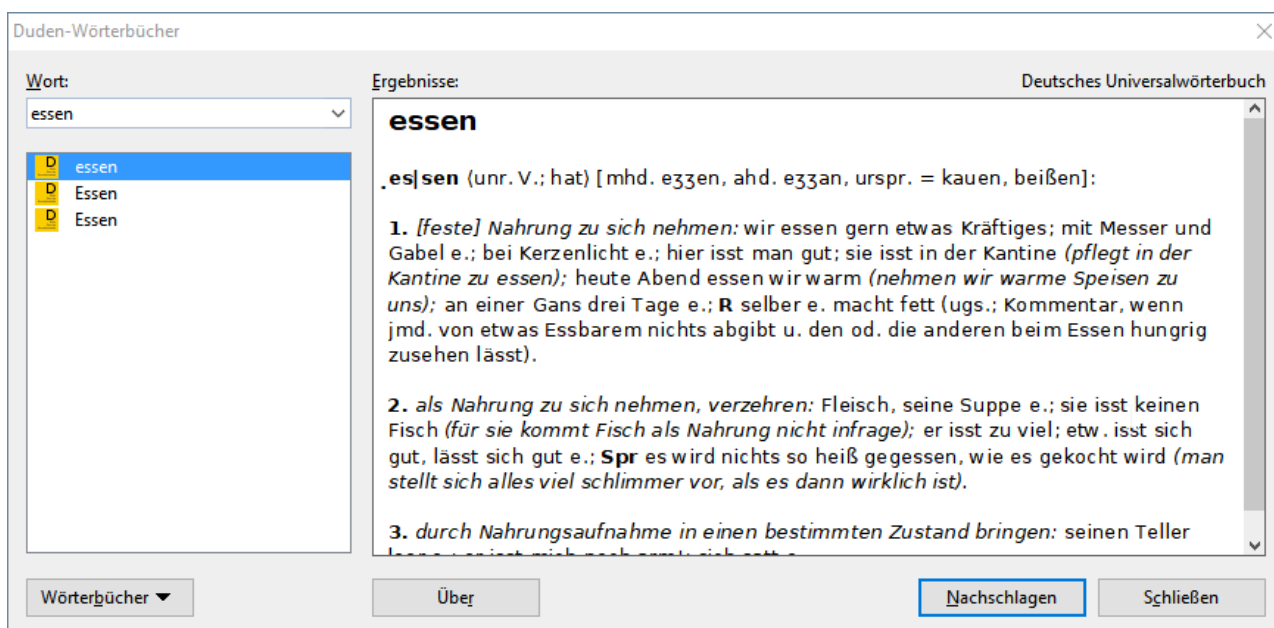 Duden-Wörterbücher
Wort:
essen
essen
Essen
Essen
Wörterbücher
Ergebnisse:
Deutsches Universalwörterbuch
essen
ẹs|sen ⟨unr. V.; hat⟩ [mhd. eʒʒen, ahd. eʒʒan, urspr. = kauen, beißen]:
1. [feste] Nahrung zu sich nehmen: wir essen gern etwas Kräftiges; mit Messer und
Gabel e.; bei Kerzenlicht e.; hier isst man gut; sie isst in der Kantine (pflegt in der
Kantine zu essen); heute Abend essen wir warm (nehmen wir warme Speisen zu
uns); an einer Gans drei Tage e.; R selber e. macht fett (ugs.; Kommentar, wenn
jmd. von etwas Essbarem nichts abgibt u. den od. die anderen beim Essen hungrig
zusehen lässt).
2. als Nahrung zu sich nehmen, verzehren: Fleisch, seine Suppe e.; sie isst keinen
Fisch (für sie kommt Fisch als Nahrung nicht infrage); er isst zu viel; etw. isst sich
gut, lässt sich gut e.; Spr es wird nichts so heiß gegessen, wie es gekocht wird (man
stellt sich alles viel schlimmer vor, als es dann wirklich ist).
3. durch Nahrungsaufnahme in einen bestimmten Zustand bringen: seinen Teller
Über
Nachschlagen
Schließen